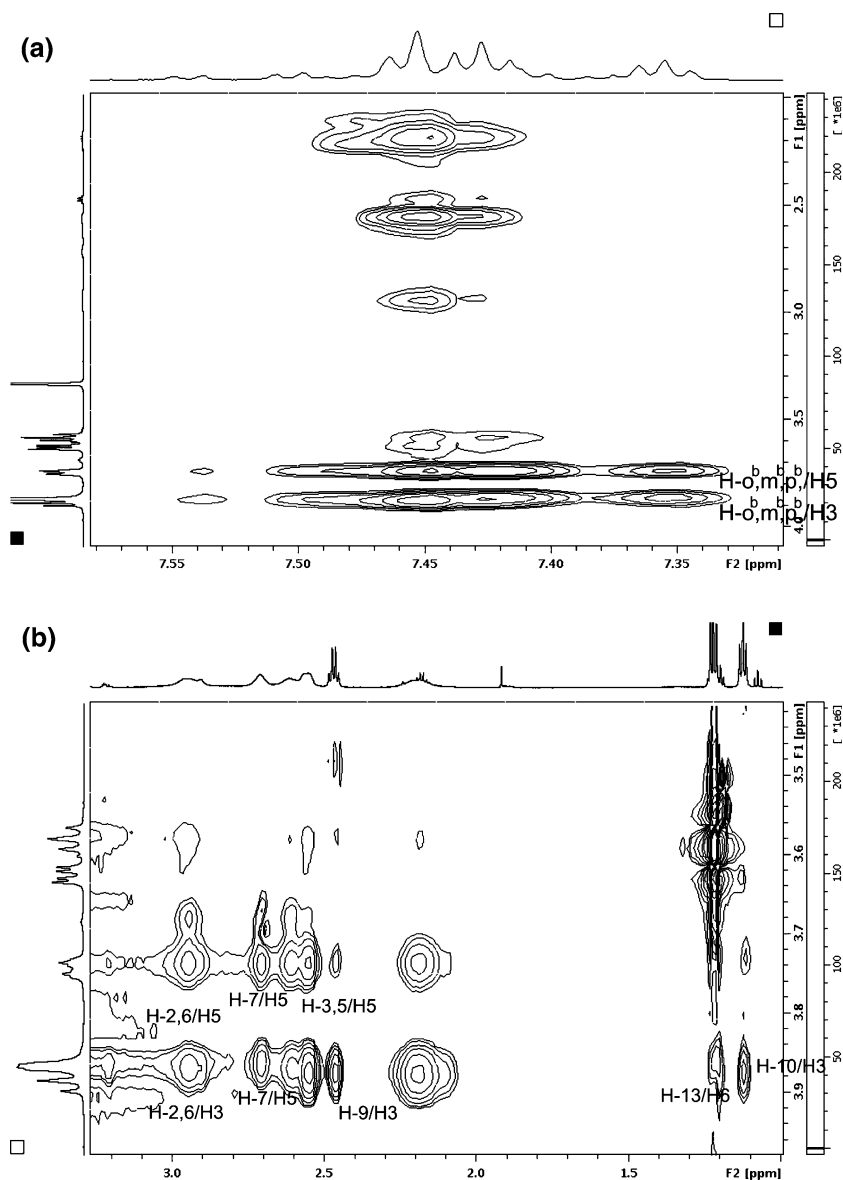 (a)
F1 [ppm]
[ *1e6]
200
2.5
150
3.0
100
3.5
50
H-o,b m,b p,b/H5
H-o,b m,b p,b/H3
4.0
7.55
7.50
7.45
7.40
7.35
F2 [ppm]
(b)
F1 [ppm]
[ *1e6]
3.5
200
3.6
150
3.7
100
H-2,6/H5
H-7/H5
H-3,5/H5
3.8
50
H-10/H3
H-2,6/H3
H-7/H5
H-9/H3
H-13/H6
3.9
3.0
2.5
2.0
1.5
F2 [ppm]